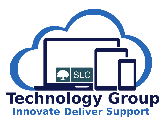 SLC
Technology Group
Innovate Deliver Support